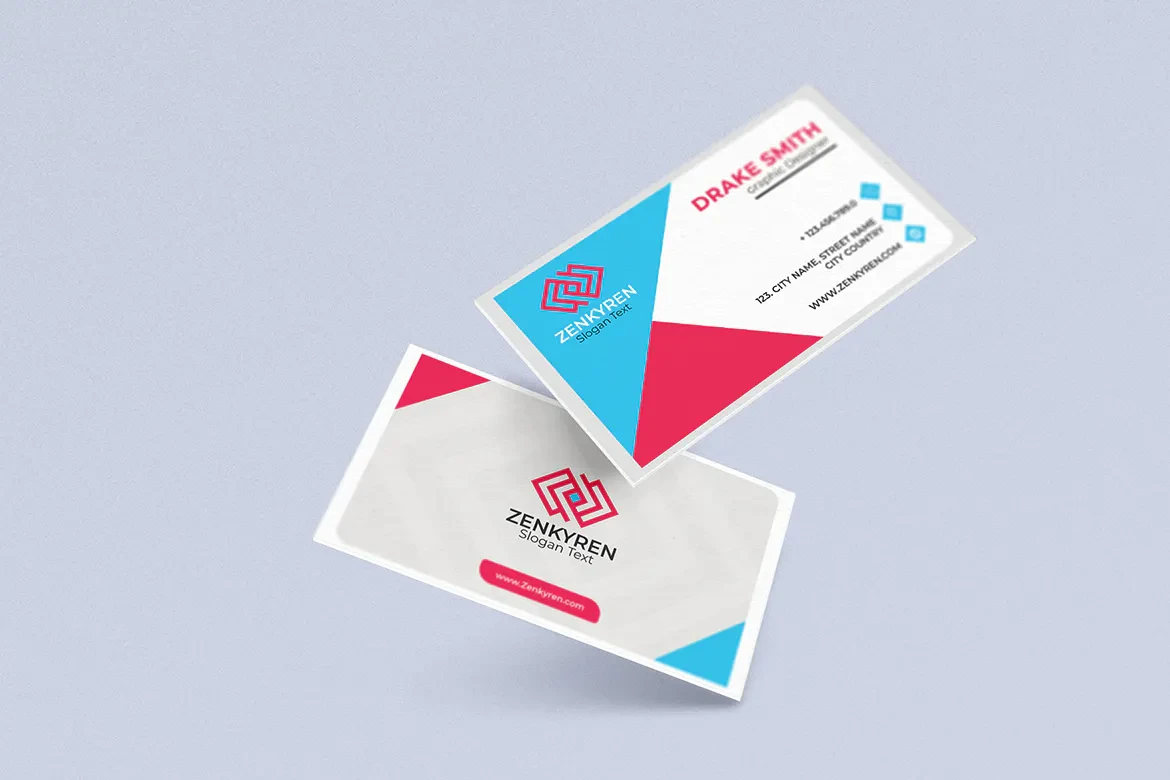 DRAKE SMITH
Graphic Designer
+ 123.456.789.0
123. CITY NAME, STREET NAME
CITY COUNTRY
WWW.ZENKYREN.COM
ZENKYREN
Slogan Text
ZENKYREN
Slogan Text
www.Zenkyren.com